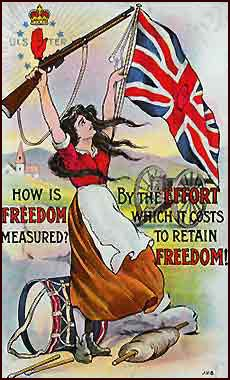 ULSTER
HOW IS
FREEDOM
MEASURED?
BY THE EFFORT
WHICH IT COSTS
TO RETAIN
FREEDOM!